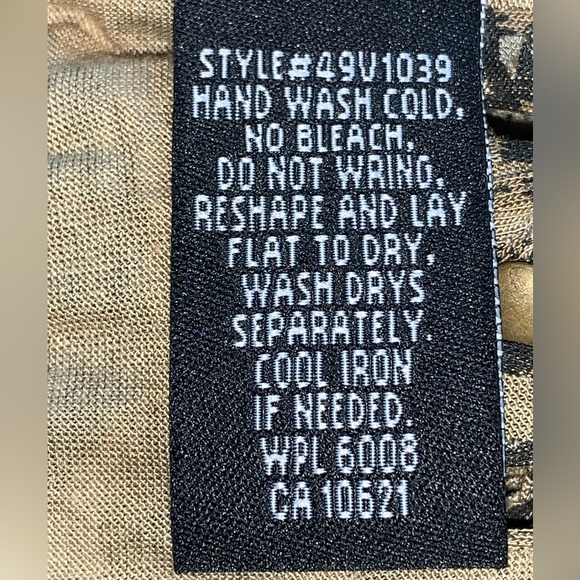 STYLE#49V1039
HAND WASH COLD.
NO BLEACH.
DO NOT WRING.
RESHAPE AND LAY
FLAT TO DRY.
WASH DRYS
SEPARATELY.
COOL IRON
IF NEEDED.
WPL 6008
CA 10621